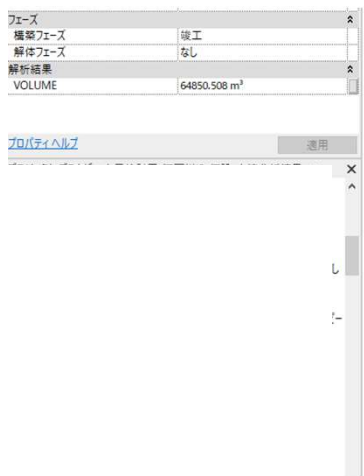 フェーズ
構築フェーズ
竣工
解体フェーズ
なし
解析結果
VOLUME
64850.508 m³
プロパティ ヘルプ
適用
し